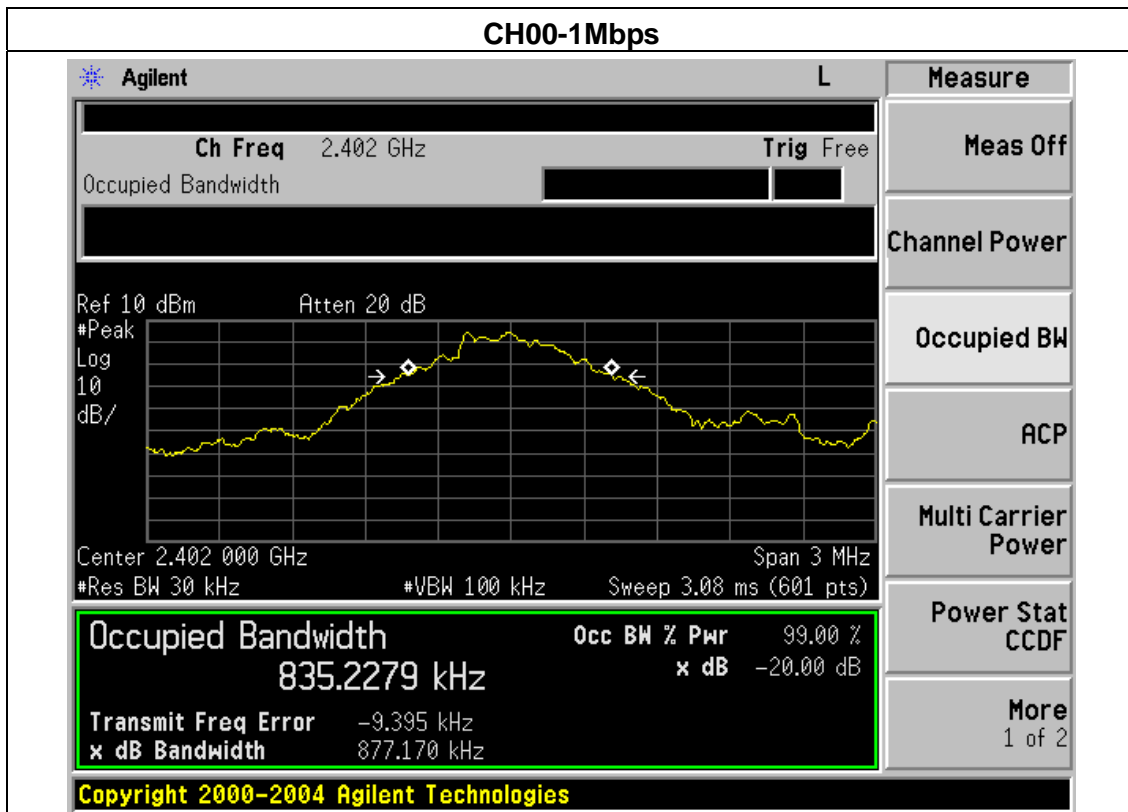 CH00-1Mbps
Agilent L Measure
Ch Freq 2.402 GHz Trig Free
Occupied Bandwidth
Meas Off
Channel Power
Occupied BW
ACP
Multi Carrier
Power
Power Stat
CCDF
More
1 of 2
Ref 10 dBm Atten 20 dB
#Peak
Log
10
dB/
Center 2.402 000 GHz Span 3 MHz
#Res BW 30 kHz #VBW 100 kHz Sweep 3.08 ms (601 pts)
Occupied Bandwidth
835.2279 kHz
Occ BW % Pwr 99.00 %
x dB -20.00 dB
Transmit Freq Error -9.395 kHz
x dB Bandwidth 877.170 kHz
Copyright 2000-2004 Agilent Technologies